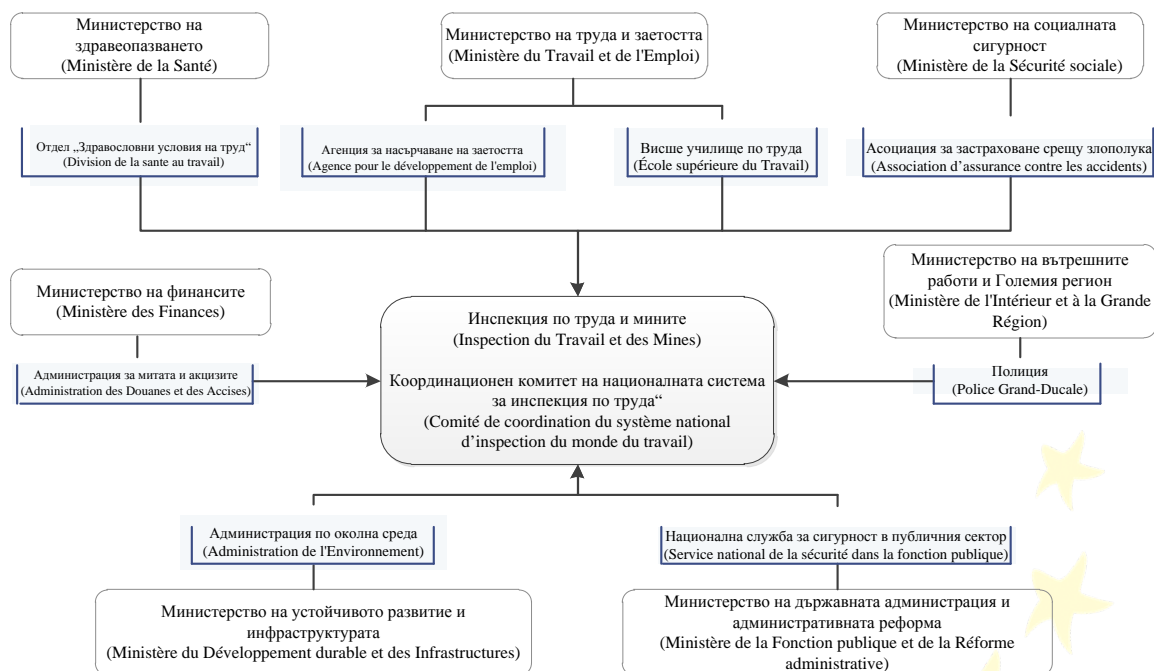 Министерство на
здравеопазването
(Ministère de la Santé)
Министерство на труда и заетостта
(Ministère du Travail et de l'Emploi)
Министерство на социалната
сигурност
(Ministère de la Sécurité sociale)
Отдел „Здравословни условия на труд“
(Division de la sante au travail)
Агенция за насърчаване на заетостта
(Agence pour le développement de l'emploi)
Висше училище по труда
(École supérieure du Travail)
Асоциация за застраховане срещу злополука
(Association d’assurance contre les accidents)
Министерство на финансите
(Ministère des Finances)
Администрация за митата и акцизите
(Administration des Douanes et des Accises)
Инспекция по труда и мините
(Inspection du Travail et des Mines)
Координационен комитет на националната система
за инспекция по труда“
(Comité de coordination du système national
d’inspection du monde du travail)
Министерство на вътрешните
работи и Големия регион
(Ministère de l'Intérieur et à la Grande
Région)
Полиция
(Police Grand-Ducale)
Администрация по околна среда
(Administration de l'Environnement)
Министерство на устойчивото развитие и
инфраструктурата
(Ministère du Développement durable et des Infrastructures)
Национална служба за сигурност в публичния сектор
(Service national de la sécurité dans la fonction publique)
Министерство на държавната администрация и
административната реформа
(Ministère de la Fonction publique et de la Réforme
administrative)